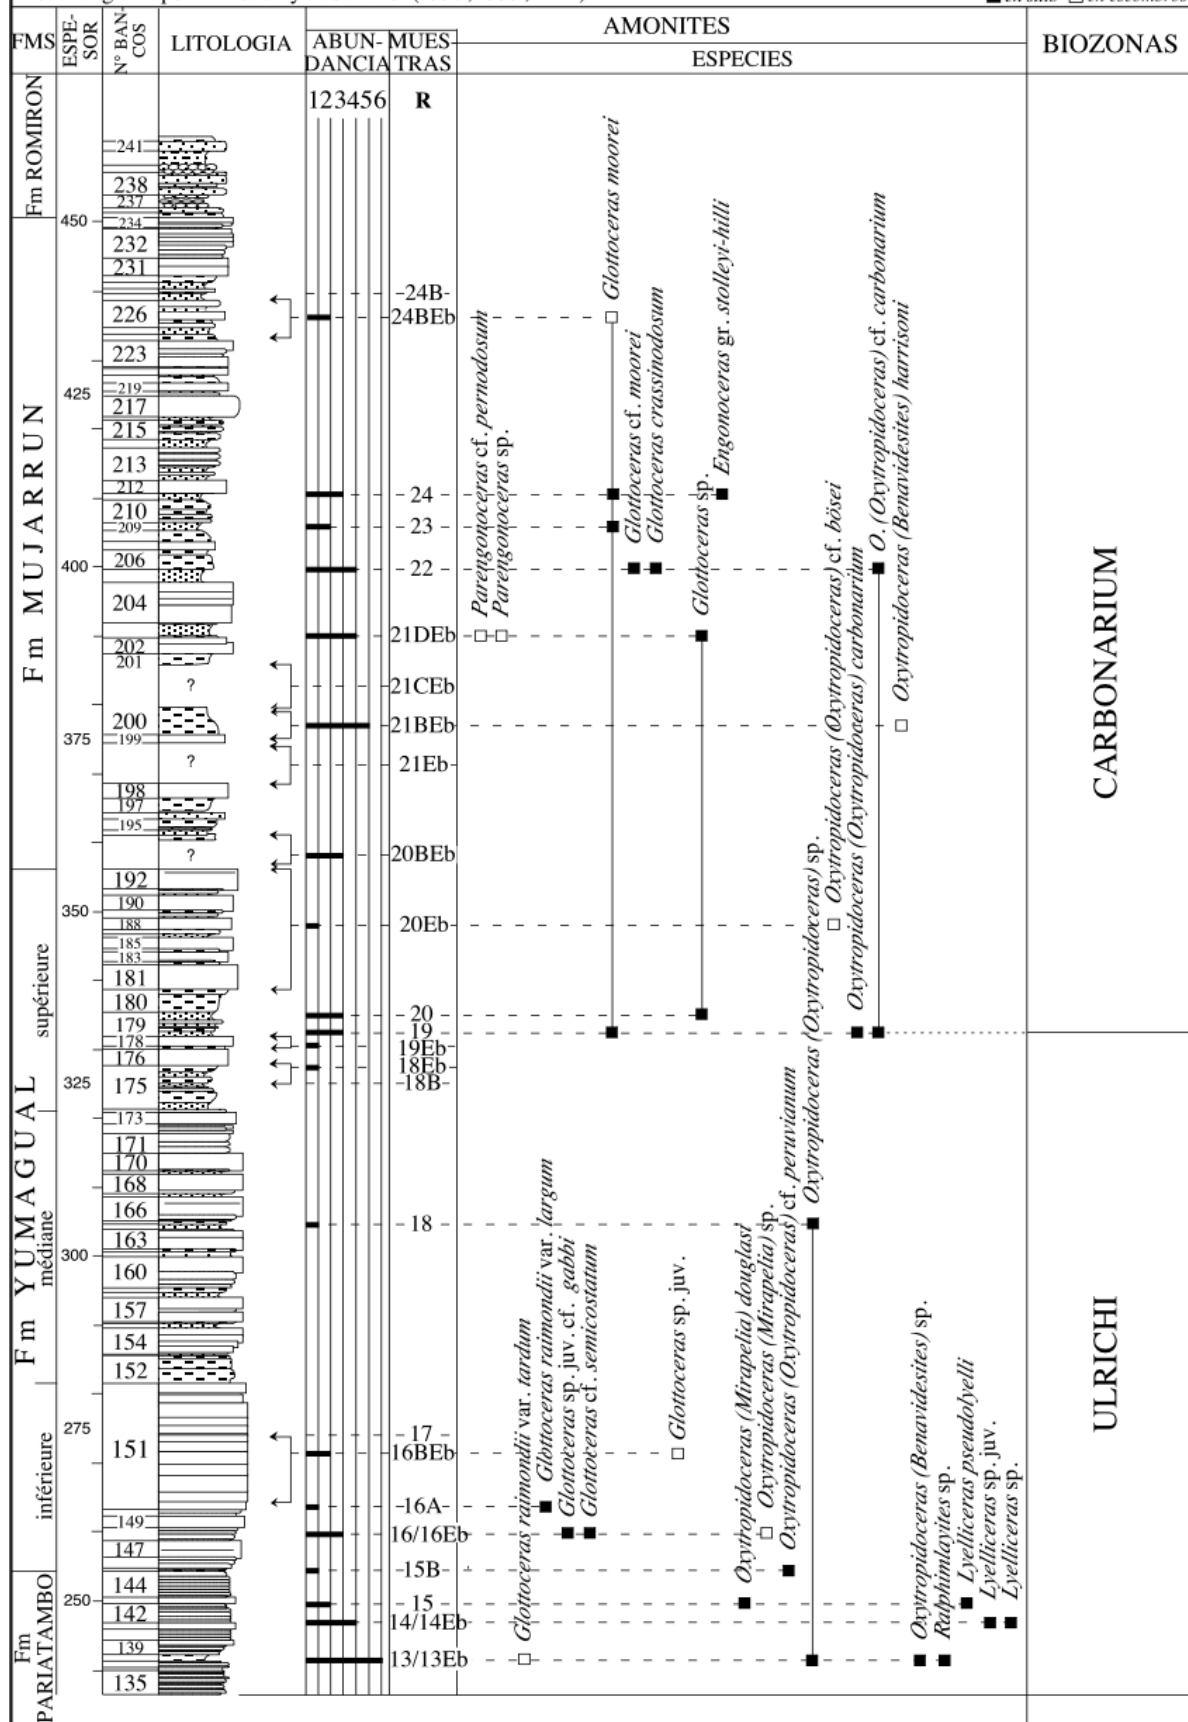 FMS
ESPE-
SOR
N° BAN-
COS
LITOLOGIA
ABUN-
DANCIA
MUES-
TRAS
AMONITES
ESPECIES
BIOZONAS
123456
R
Fm ROMIRON
Fm MUJARRUN
Fm YUMAGUAL
supérieure
médiane
inférieure
Fm
PARIATAMBO
450
425
400
375
350
325
300
275
250
241
238
237
234
232
231
226
223
219
217
215
213
212
210
209
206
204
202
201
?
200
199
?
198
197
195
?
192
190
188
185
183
181
180
179
178
176
175
173
171
170
168
166
163
160
157
154
152
151
149
147
144
142
139
135
24B
24BEb
24
23
22
21DEb
21CEb
21BEb
21Eb
20BEb
20Eb
20
19
19Eb
18Eb
18B
18
17
16BEb
16A
16/16Eb
15B
15
14/14Eb
13/13Eb
Parengonoceras cf. pernodosum
Parengonoceras sp.
Glottoceras raimondii var. tardum
Glottoceras raimondii var. largum
Glottoceras sp. juv. cf. gabbi
Glottoceras cf. semicostatum
Glottoceras moorei
Glottoceras cf. moorei
Glottoceras crassinodosum
Glottoceras sp. juv.
Glottoceras sp.
Engonoceras gr. stolleyi-hilli
Oxytropidoceras (Mirapelia) douglasi
Oxytropidoceras (Mirapelia) sp.
Oxytropidoceras (Oxytropidoceras) cf. peruvianum
Oxytropidoceras (Oxytropidoceras) sp.
Oxytropidoceras (Oxytropidoceras) cf. bösei
Oxytropidoceras (Oxytropidoceras) carbonarium
O. (Oxytropidoceras) cf. carbonarium
Oxytropidoceras (Benavidesites) harrisoni
Oxytropidoceras (Benavidesites) sp.
Ralphimlayites sp.
Lyelliceras pseudolyelli
Lyelliceras sp. juv.
Lyelliceras sp.
CARBONARIUM
ULRICHI